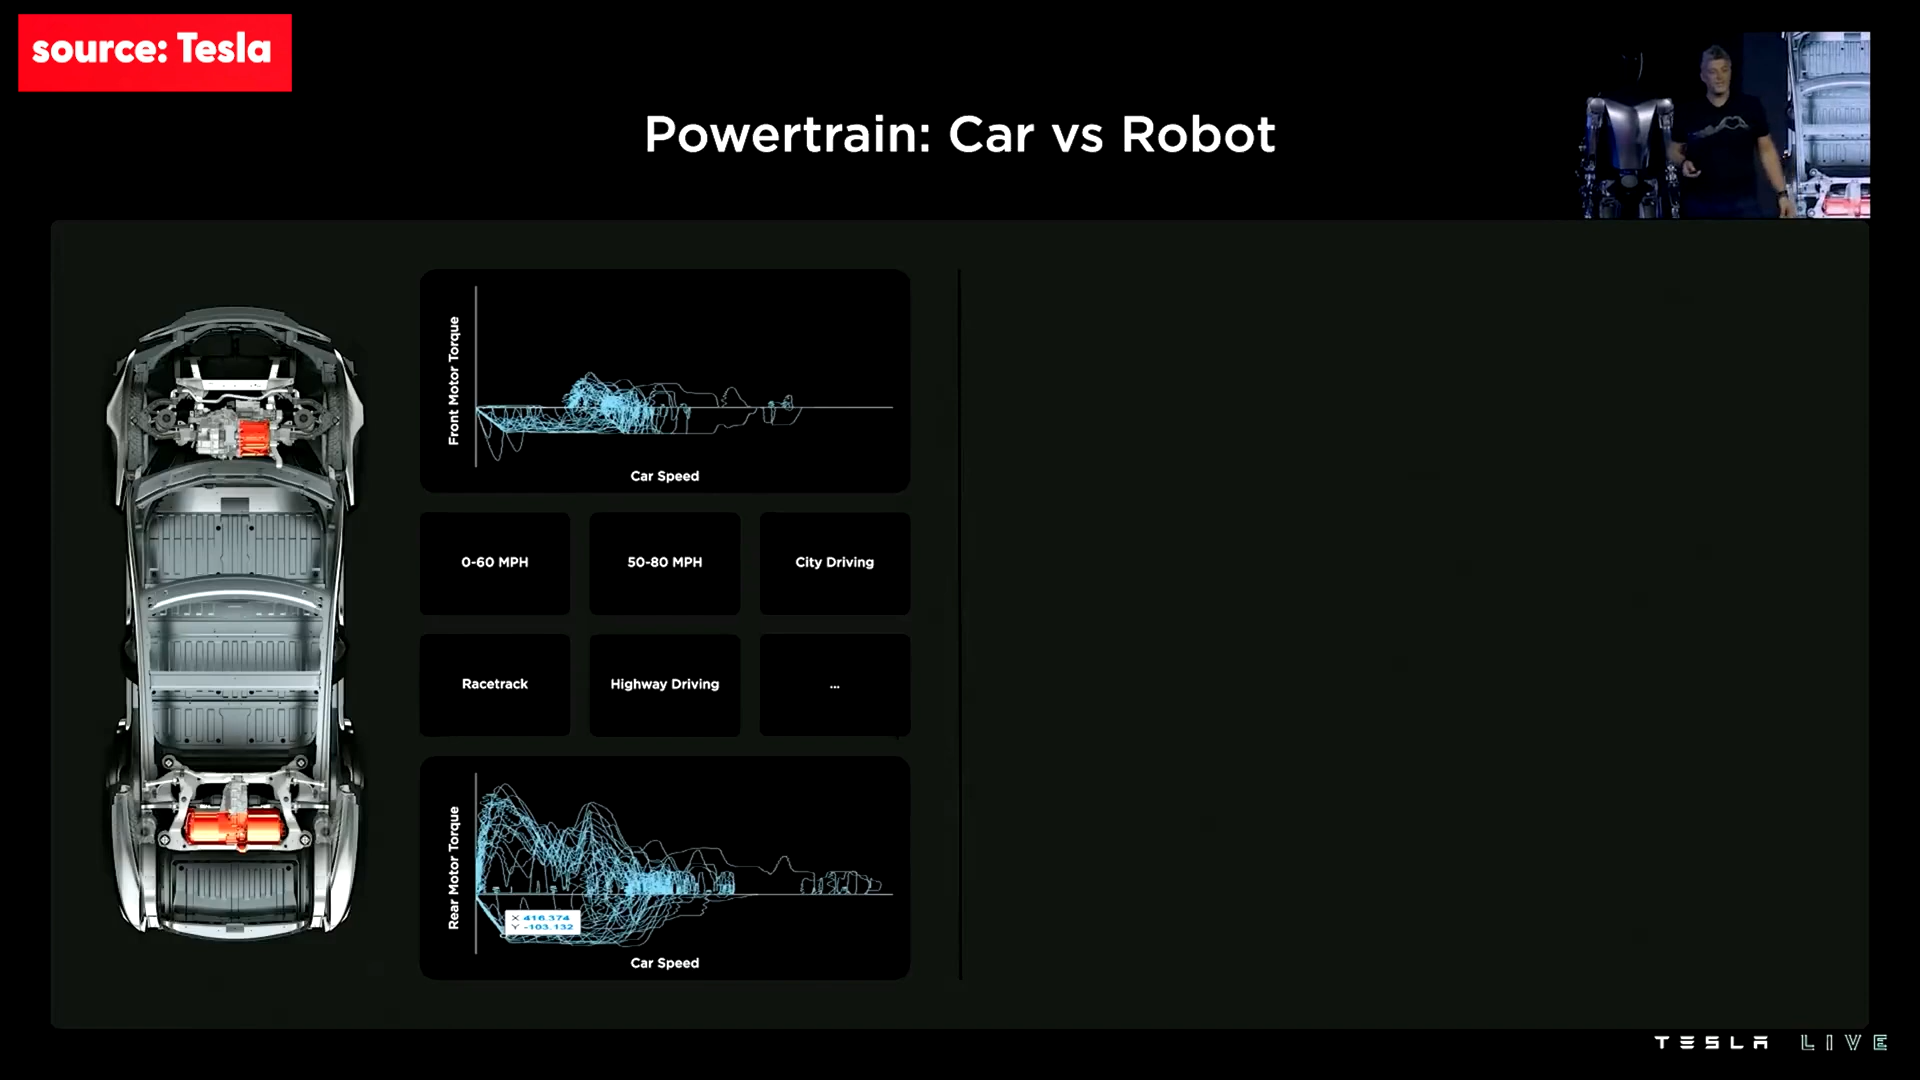 source: Tesla
Powertrain: Car vs Robot
Front Motor Torque
Car Speed
0-60 MPH
50-80 MPH
City Driving
Racetrack
Highway Driving
...
Rear Motor Torque
X 416.374
Y -103.132
Car Speed
TESLA LIVE